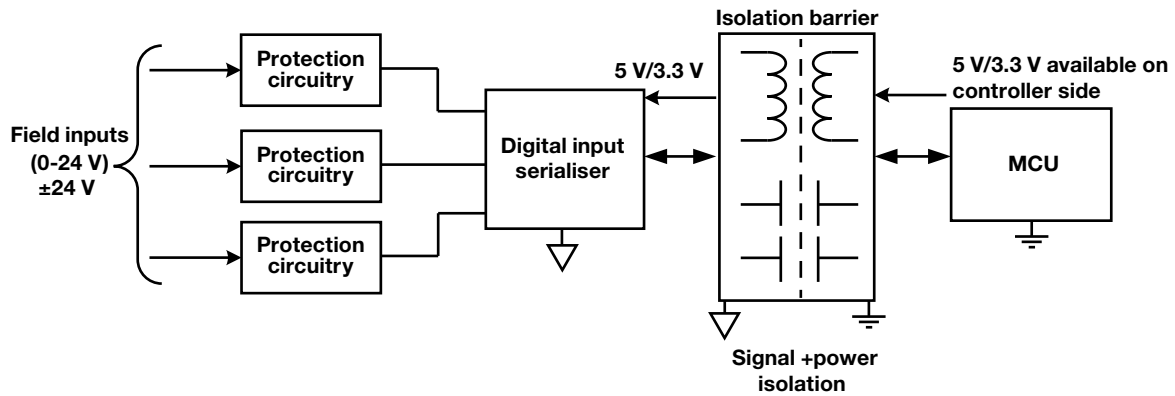 Field inputs
(0-24 V)
±24 V
Protection
circuitry
Protection
circuitry
Protection
circuitry
Digital input
serialiser
5 V/3.3 V
Isolation barrier
Signal +power
isolation
5 V/3.3 V available on
controller side
MCU